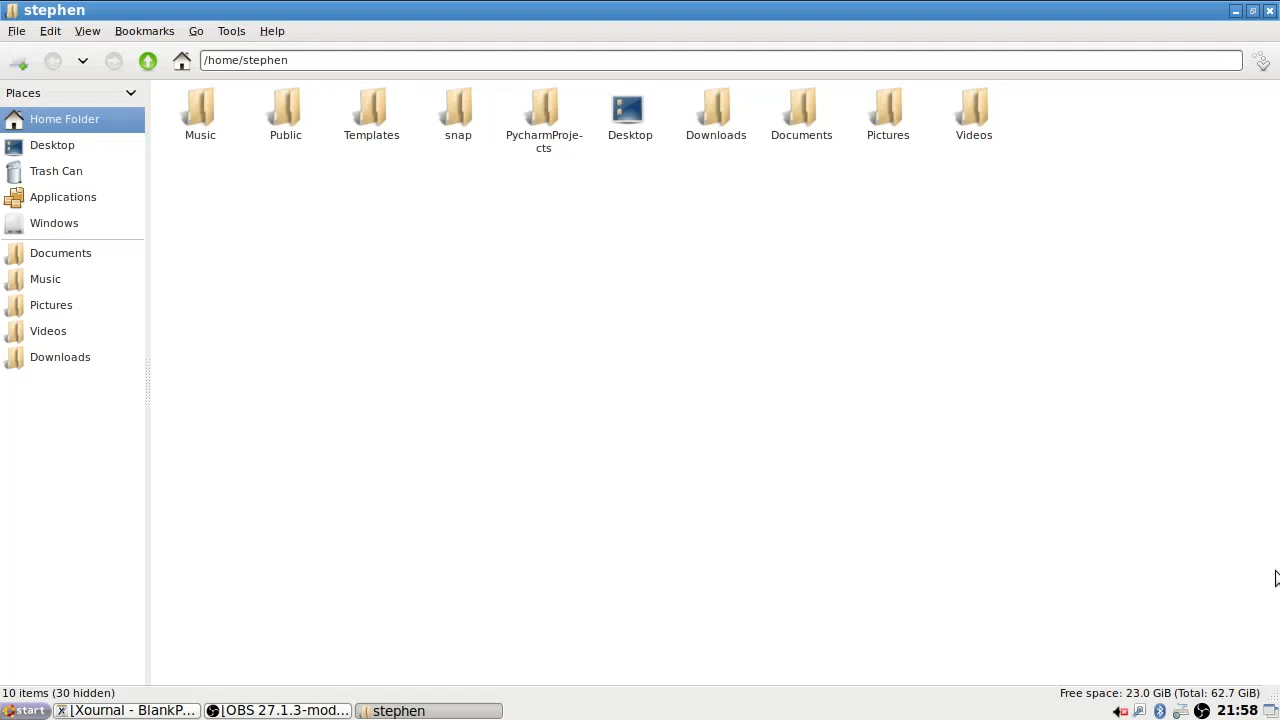 stephen
File Edit View Bookmarks Go Tools Help
/home/stephen
Places
Home Folder
Desktop
Trash Can
Applications
Windows
Documents
Music
Pictures
Videos
Downloads
Music Public Templates snap PycharmProje-
cts Desktop Downloads Documents Pictures Videos
10 items (30 hidden) Free space: 23.0 GiB (Total: 62.7 GiB)
start [Xournal - BlankP... [OBS 27.1.3-mod... stephen 21:58